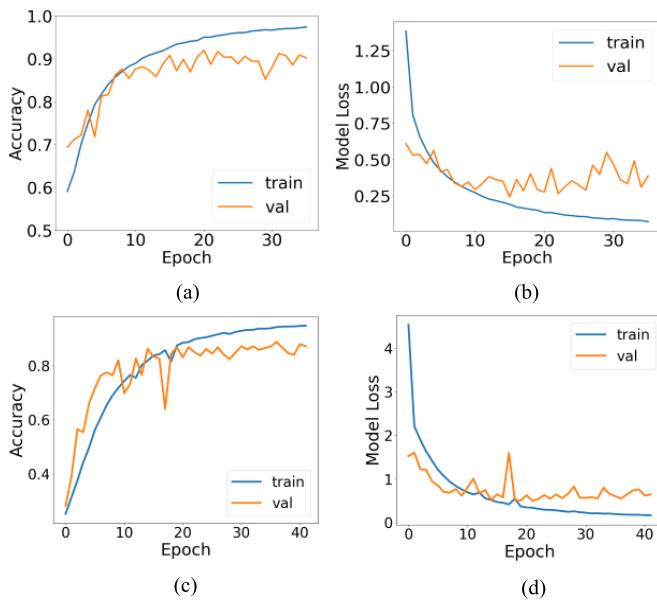 1.0
0.9
0.8
0.7
0.6
0.5
Accuracy
train
val
0
10
20
30
Epoch
(a)
1.25
1.00
0.75
0.50
0.25
Model Loss
train
val
0
10
20
30
Epoch
(b)
0.8
0.6
0.4
Accuracy
train
val
0
10
20
30
40
Epoch
(c)
4
3
2
1
0
Model Loss
train
val
0
10
20
30
40
Epoch
(d)